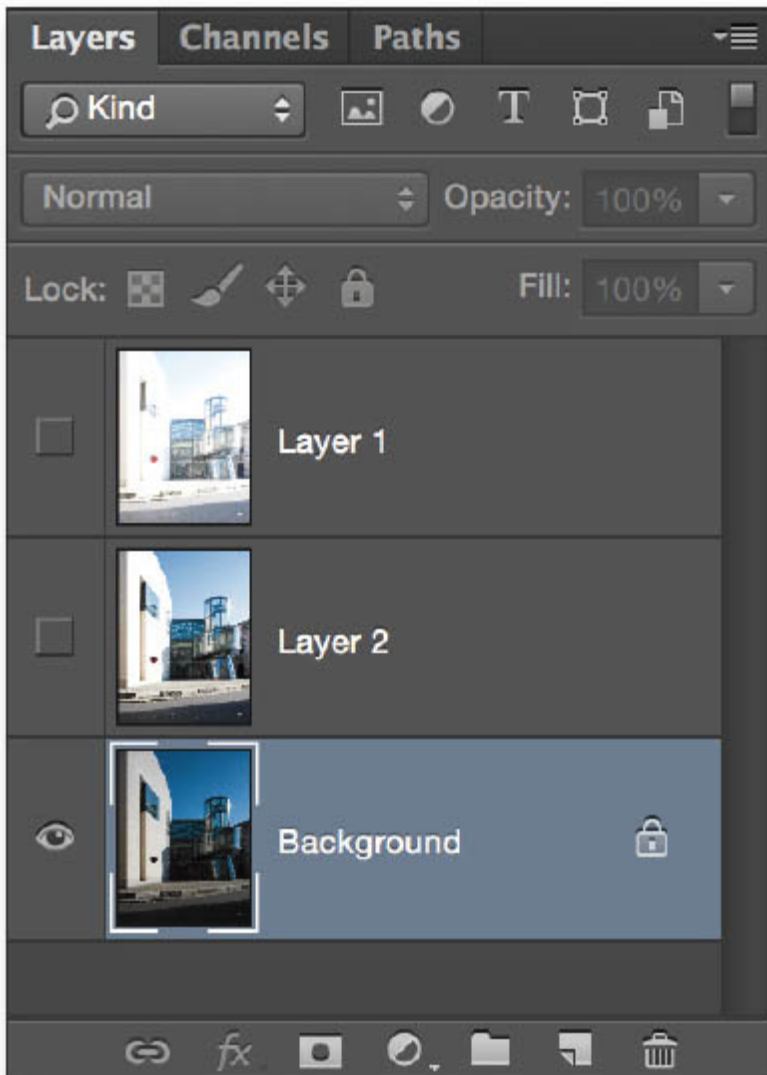 Layers Channels Paths
Kind
Normal Opacity: 100%
Lock: Fill: 100%
Layer 1
Layer 2
Background
fx